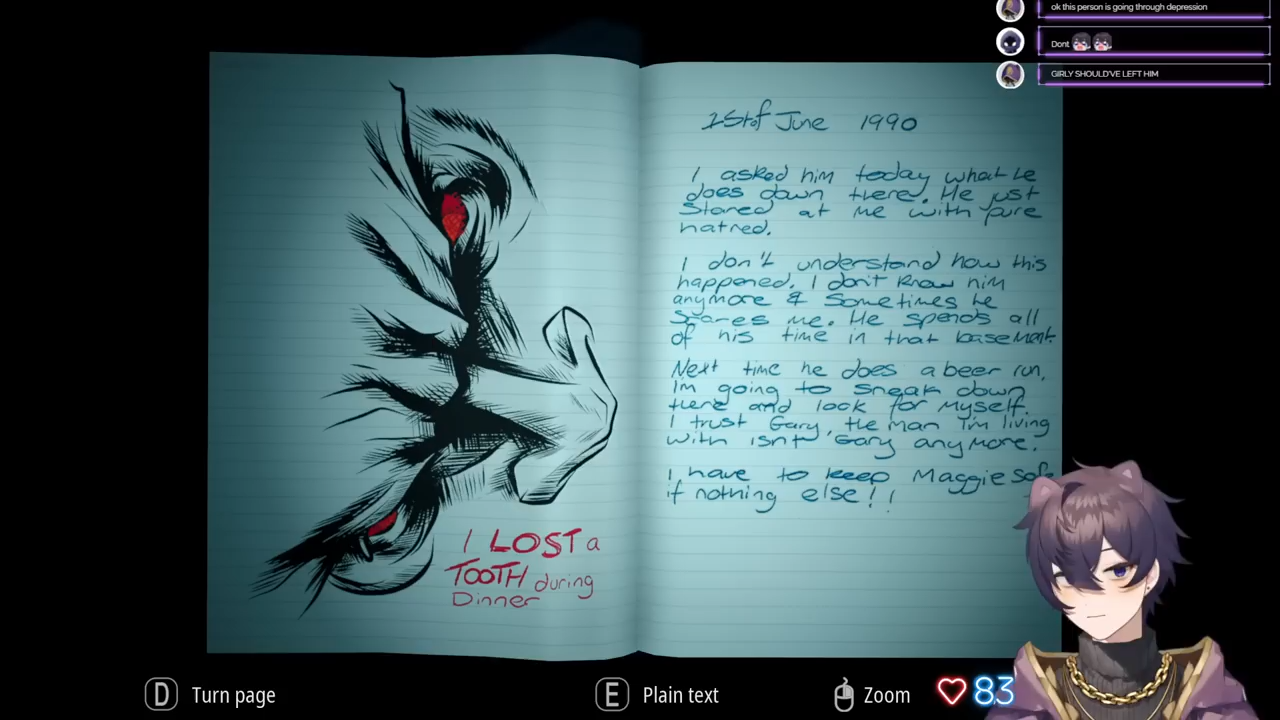 ok this person is going through depression
Dont
GIRLY SHOULD'VE LEFT HIM
1st of June 1990
I asked him today what he
does down there. He just
stared at me with pure
hatred.
I don't understand how this
happened. I don't know him
anymore & sometimes he
scares me. He spends all
of his time in that basement.
Next time he does a beer run,
I'm going to sneak down
there and look for myself.
I trust Gary, the man I'm living
with isn't Gary anymore.
I have to keep Maggie safe
if nothing else!!
I LOST a
TOOTH during
Dinner
D Turn page
E Plain text
Zoom
83